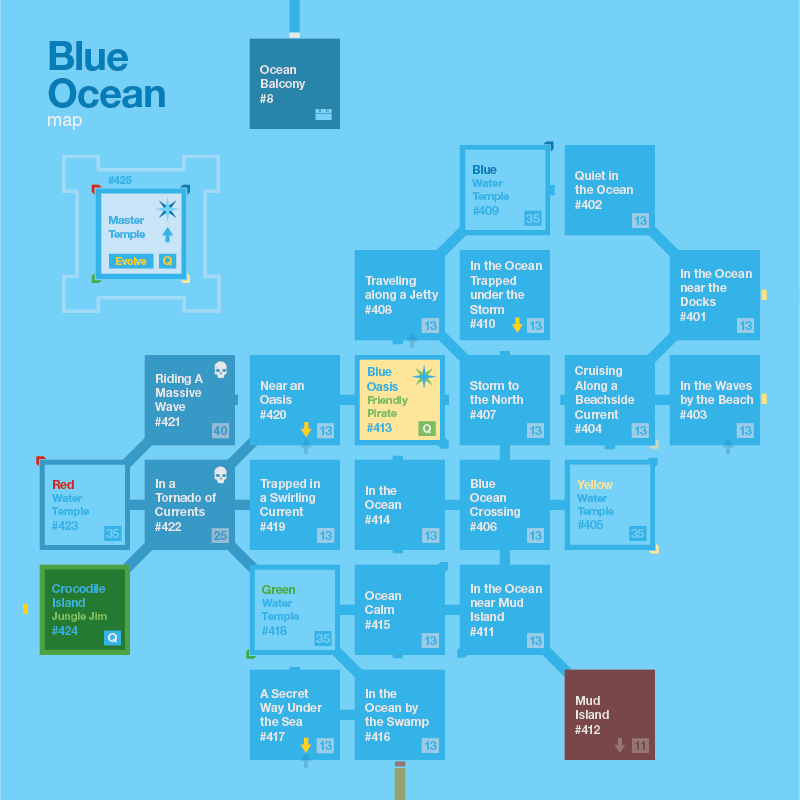 Blue
Ocean
map
Ocean
Balcony
#8
#425
Master
Temple
Evolve
Q
Blue
Water
Temple
#409
35
Quiet in
the Ocean
#402
13
Traveling
along a Jetty
#408
13
In the Ocean
Trapped
under the
Storm
#410
13
In the Ocean
near the
Docks
#401
13
Riding A
Massive
Wave
#421
40
Near an
Oasis
#420
13
Blue
Oasis
Friendly
Pirate
#413
Q
Storm to
the North
#407
13
Cruising
Along a
Beachside
Current
#404
13
In the Waves
by the Beach
#403
13
Red
Water
Temple
#423
35
In a
Tornado of
Currents
#422
25
Trapped in
a Swirling
Current
#419
13
In the
Ocean
#414
13
Blue
Ocean
Crossing
#406
13
Yellow
Water
Temple
#405
35
Crocodile
Island
Jungle Jim
#424
Q
Green
Water
Temple
#418
35
Ocean
Calm
#415
13
In the Ocean
near Mud
Island
#411
13
A Secret
Way Under
the Sea
#417
13
In the
Ocean by
the Swamp
#416
13
Mud
Island
#412
11